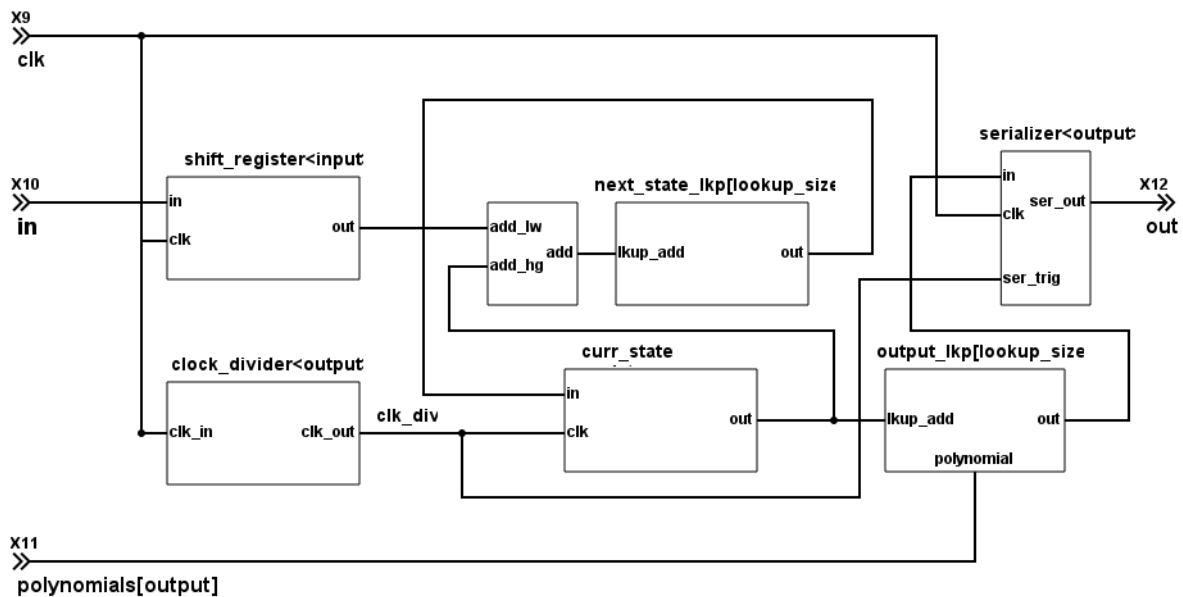 X9
clk
X10
in
shift_register<input
in
clk
out
add_lw
add_hg
add
next_state_lkp[lookup_size
lkup_add
out
serializer<output>
in
clk
ser_trig
ser_out
X12
out
clock_divider<output
clk_in
clk_out
clk_div
curr_state
in
clk
out
output_lkp[lookup_size
lkup_add
out
polynomial
X11
polynomials[output]